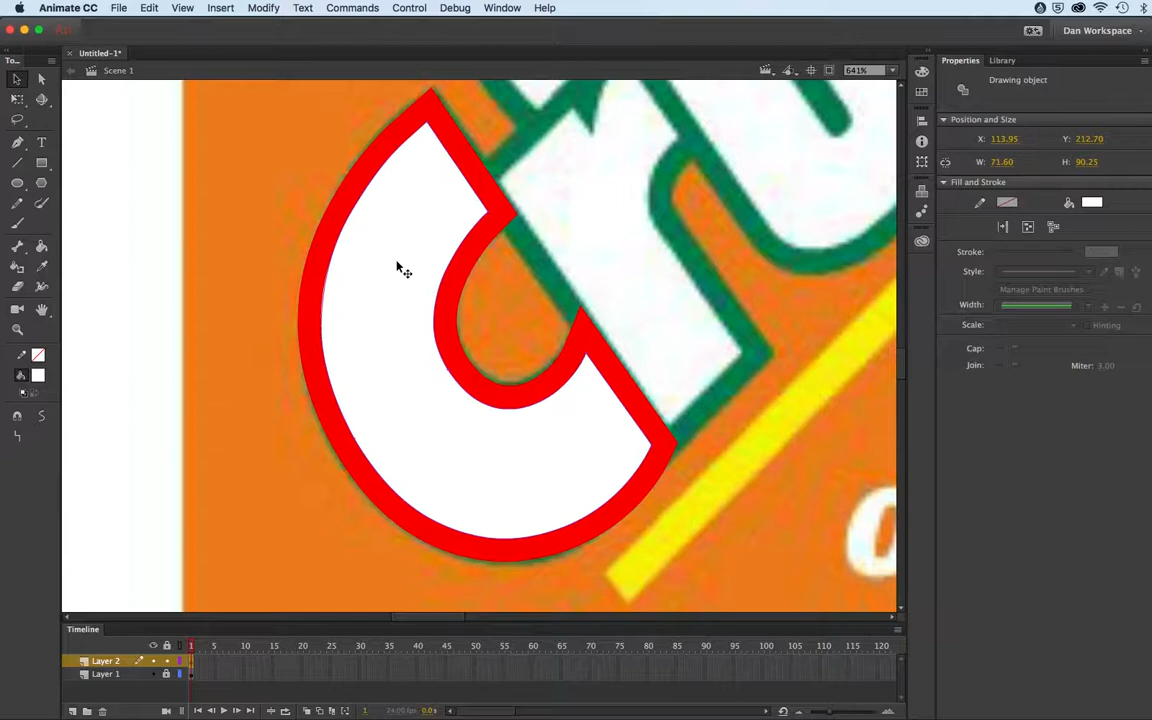 Animate CC File Edit View Insert Modify Text Commands Control Debug Window Help
Dan Workspace
To...
Untitled-1*
Scene 1
641%
Properties Library
Drawing object
Position and Size
X: 113.95 Y: 212.70
W: 71.60 H: 90.25
Fill and Stroke
Stroke:
Style:
Manage Paint Brushes
Width:
Scale: Hinting
Cap:
Join: Miter: 3.00
Timeline
1 5 10 15 20 25 30 35 40 45 50 55 60 65 70 75 80 85 90 95 100 105 110 115 120
Layer 2
Layer 1
1 24.00 fps 0.0s